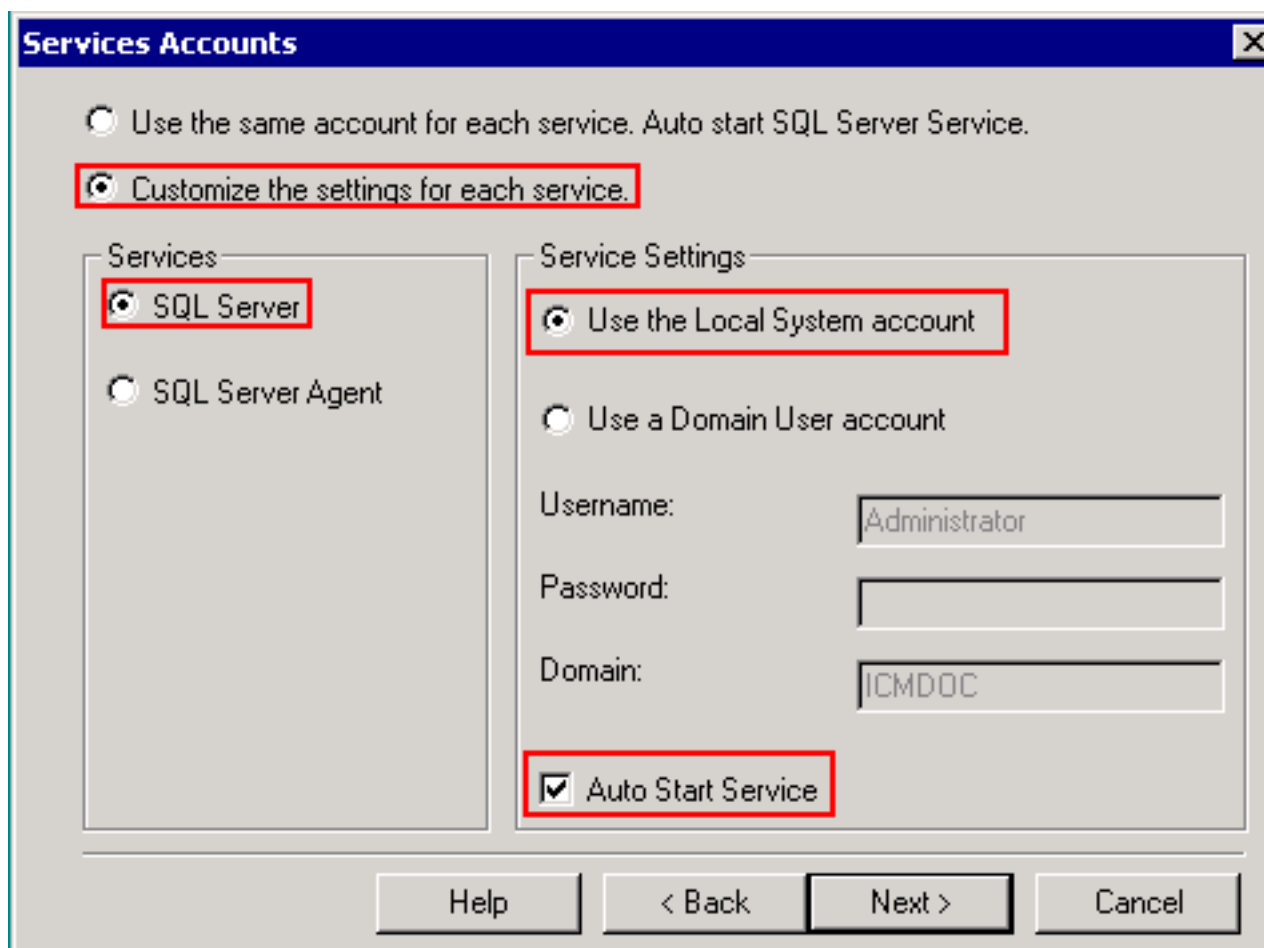 Services Accounts
Use the same account for each service. Auto start SQL Server Service.
Customize the settings for each service.
Services
SQL Server
SQL Server Agent
Service Settings
Use the Local System account
Use a Domain User account
Username:
Administrator
Password:
Domain:
ICMDOC
Auto Start Service
Help
< Back
Next >
Cancel